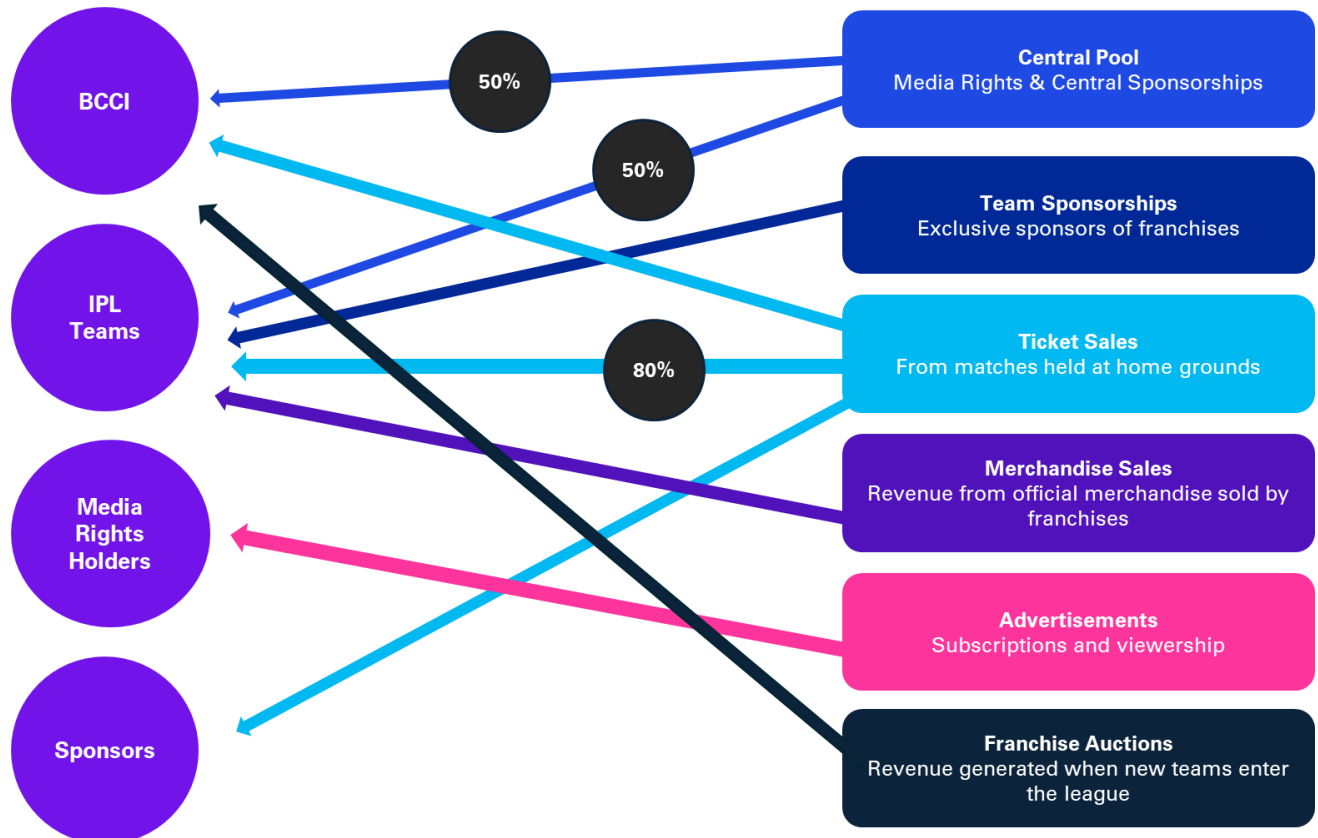 BCCI
IPL
Teams
Media
Rights
Holders
Sponsors
50%
50%
80%
Central Pool
Media Rights & Central Sponsorships
Team Sponsorships
Exclusive sponsors of franchises
Ticket Sales
From matches held at home grounds
Merchandise Sales
Revenue from official merchandise sold by
franchises
Advertisements
Subscriptions and viewership
Franchise Auctions
Revenue generated when new teams enter
the league